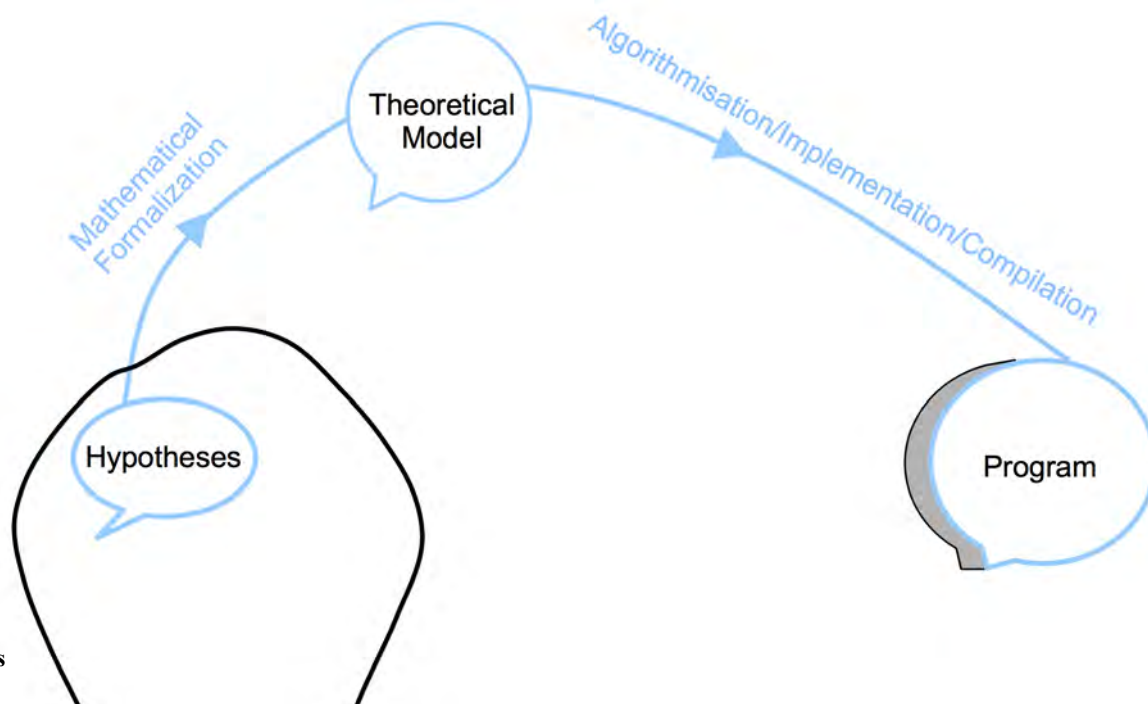 Algorithmisation/Implementation/Compilation
Theoretical
Model
Mathematical
Formalization
Hypotheses
Program
s